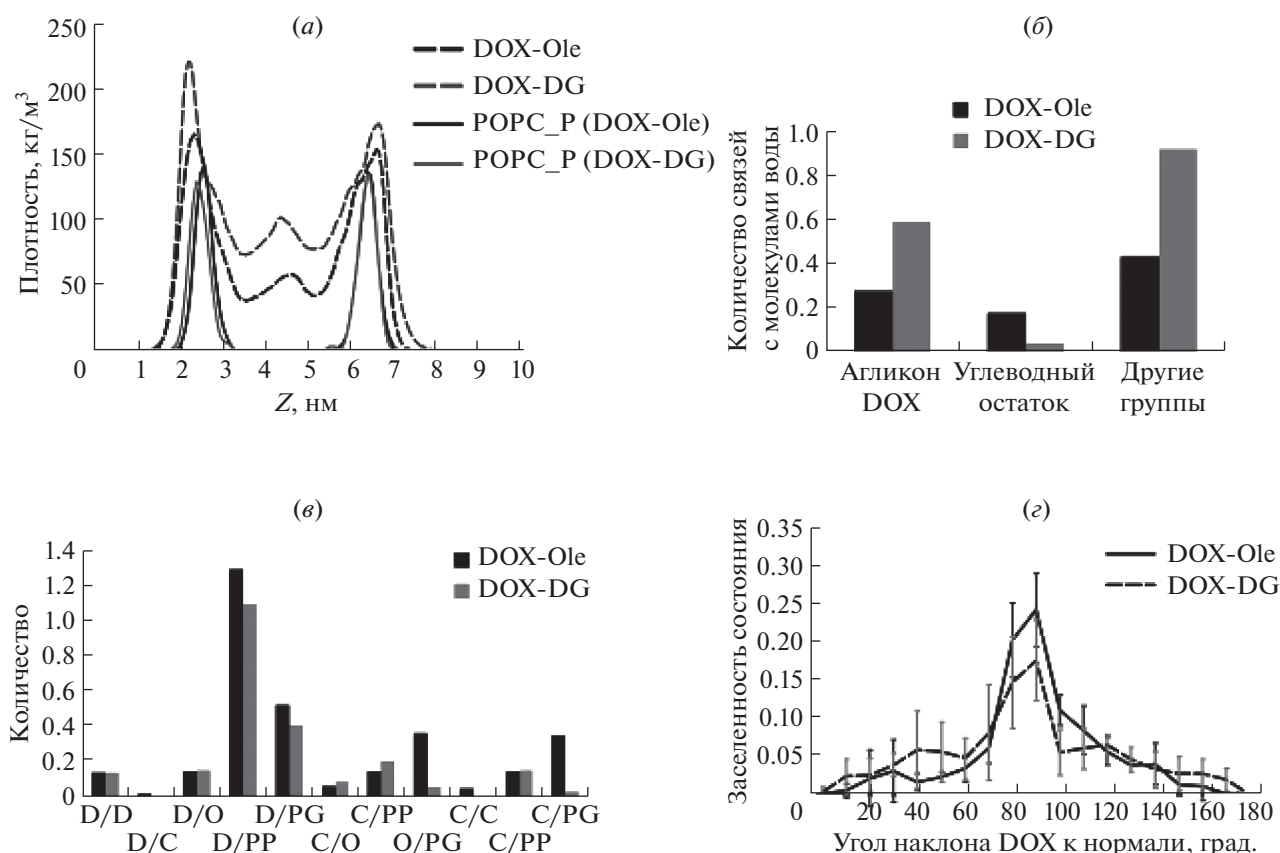 (а)
Плотность, кг/м³
250
200
150
100
50
0
1
2
3
4
5
6
7
8
9
10
Z, нм
DOX-Ole
DOX-DG
POPC_P (DOX-Ole)
POPC_P (DOX-DG)
(б)
DOX-Ole
DOX-DG
Количество связей
с молекулами воды
1.0
0.8
0.6
0.4
0.2
0
Агликон
DOX
Углеводный
остаток
Другие
группы
(в)
Количество
1.4
1.2
1.0
0.8
0.6
0.4
0.2
0
DOX-Ole
DOX-DG
D/D
D/C
D/O
D/PP
D/PG
C/O
C/PP
O/PG
C/C
C/PP
C/PG
(г)
Заселенность состояния
0.35
0.30
0.25
0.20
0.15
0.10
0.05
0
20
40
60
80
100
120
140
160
180
DOX-Ole
DOX-DG
Угол наклона DOX к нормали, град.